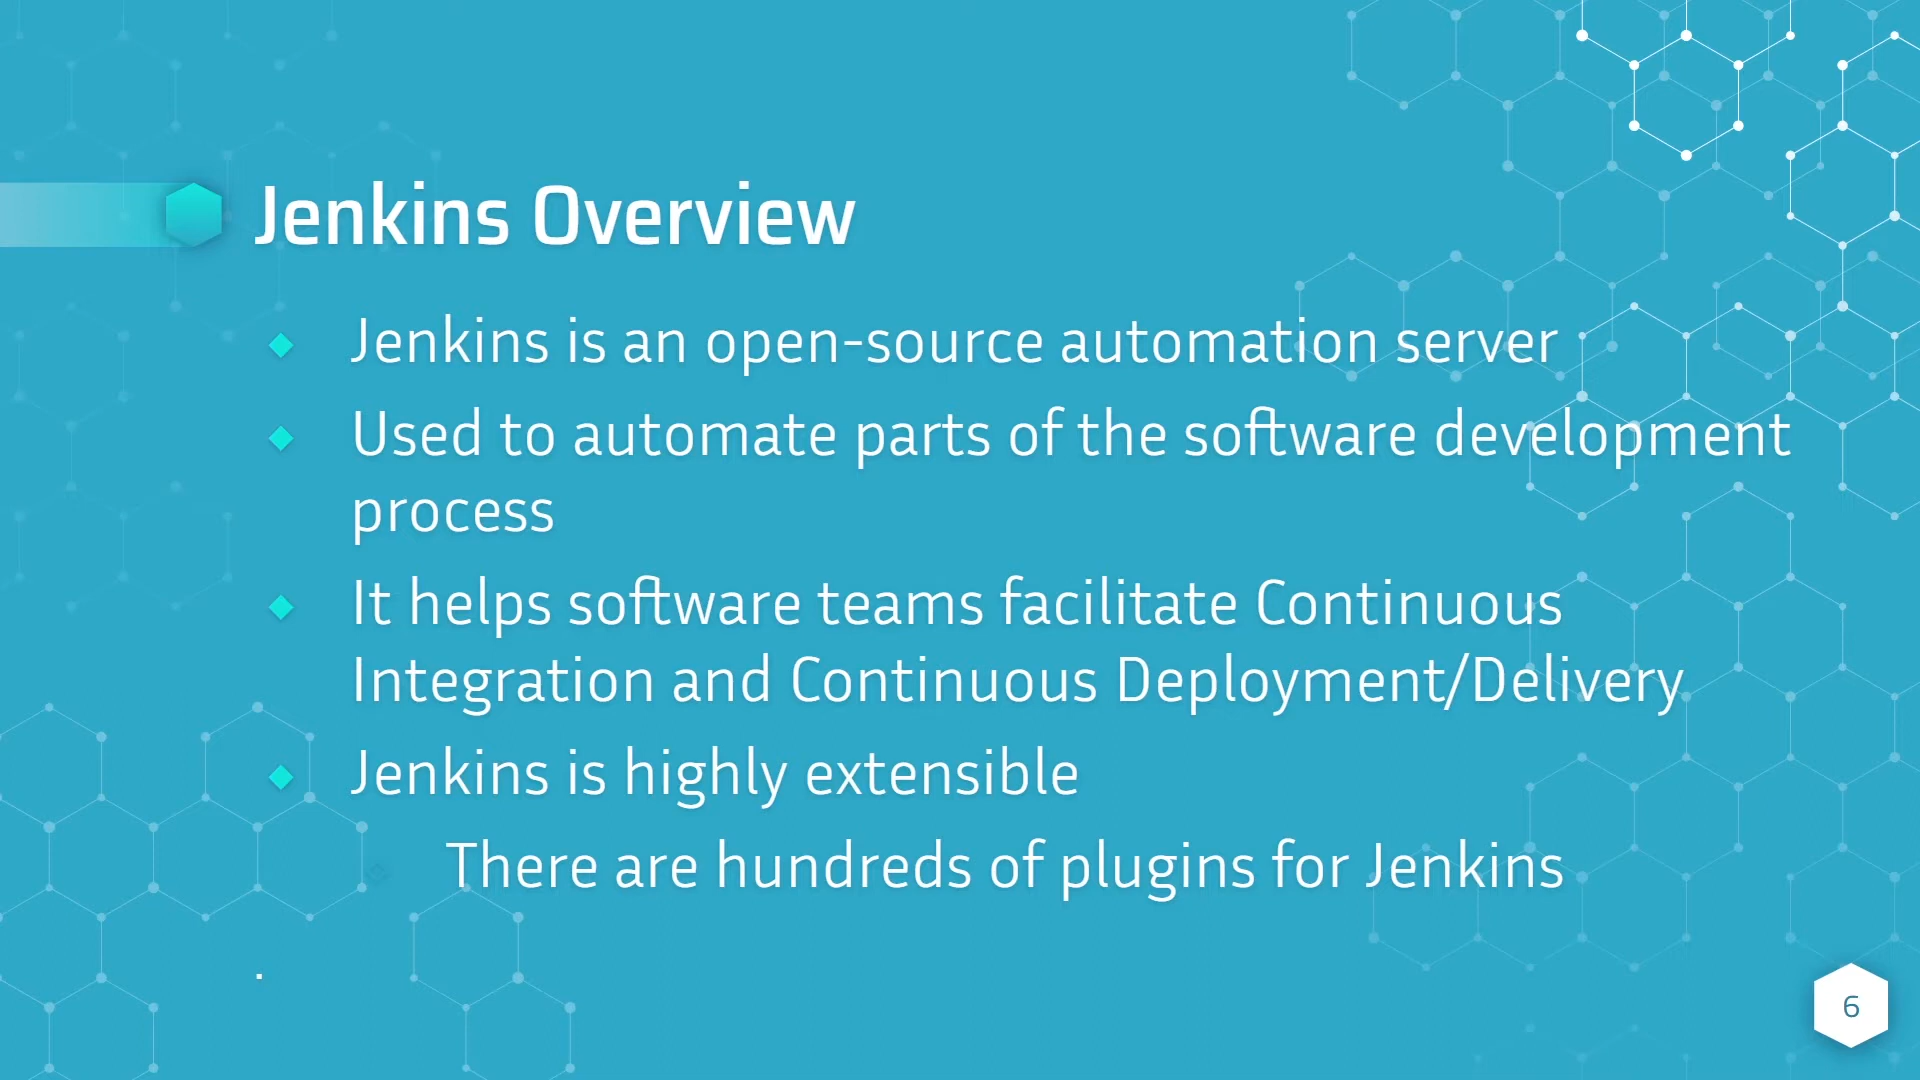 Jenkins Overview
Jenkins is an open-source automation server
Used to automate parts of the software development
process
It helps software teams facilitate Continuous
Integration and Continuous Deployment/Delivery
Jenkins is highly extensible
There are hundreds of plugins for Jenkins
.
6